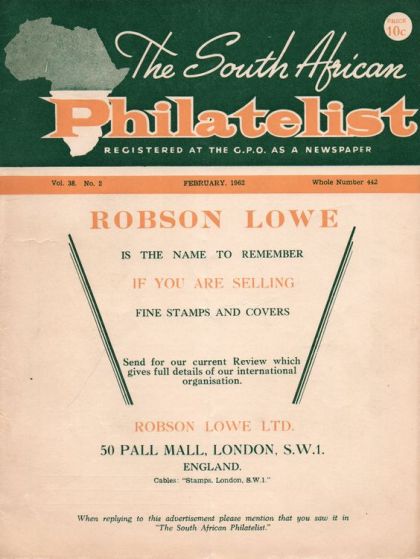 PRICE
10c
The South African
Philatelist
REGISTERED AT THE G.P.O. AS A NEWSPAPER
Vol. 38, No. 2 FEBRUARY, 1962 Whole Number 442
ROBSON LOWE
IS THE NAME TO REMEMBER
IF YOU ARE SELLING
FINE STAMPS AND COVERS
Send for our current Review which
gives full details of our international
organisation.
ROBSON LOWE LTD.
50 PALL MALL, LONDON, S.W.1.
ENGLAND.
Cables: "Stamps, London, S.W.1."
When replying to this advertisement please mention that you saw it in
"The South African Philatelist."